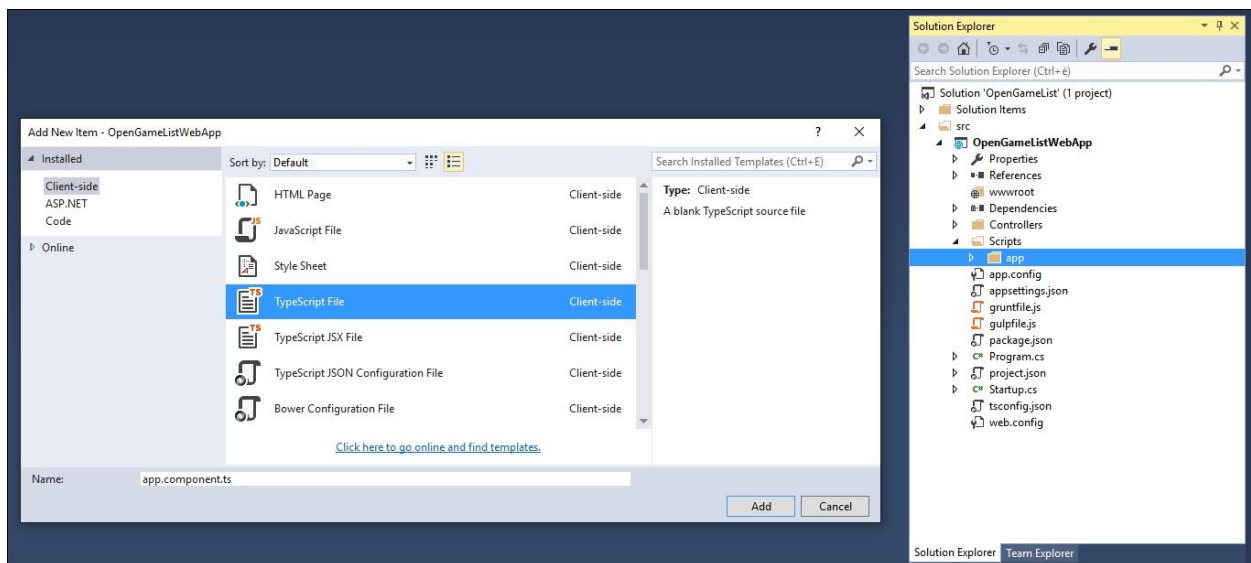 Add New Item - OpenGameListWebApp
? ×
Installed
Client-side
ASP.NET
Code
Online
Sort by: Default
Search Installed Templates (Ctrl+E)
HTML Page Client-side
JavaScript File Client-side
Style Sheet Client-side
TypeScript File Client-side
TypeScript JSX File Client-side
TypeScript JSON Configuration File Client-side
Bower Configuration File Client-side
Click here to go online and find templates.
Type: Client-side
A blank TypeScript source file
Name: app.component.ts
Add Cancel
Solution Explorer
Search Solution Explorer (Ctrl+è)
Solution 'OpenGameList' (1 project)
Solution Items
src
OpenGameListWebApp
Properties
References
wwwroot
Dependencies
Controllers
Scripts
app
app.config
appsettings.json
gruntfile.js
gulpfile.js
package.json
C# Program.cs
project.json
C# Startup.cs
tsconfig.json
web.config
Solution Explorer Team Explorer